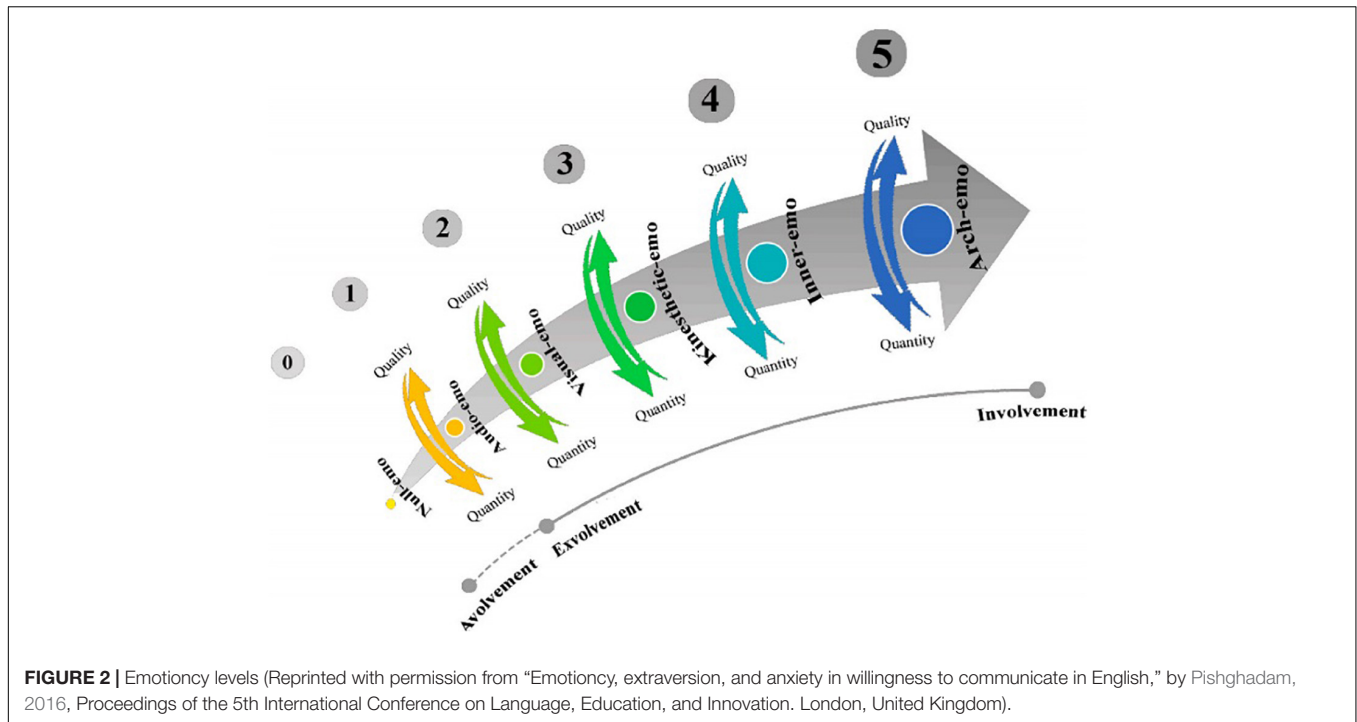 0
1
2
3
4
5
Null-emo
Quality
Audio-emo
Quantity
Quality
Visual-emo
Quantity
Quality
Kinesthetic-emo
Quantity
Quality
Inner-emo
Quantity
Quality
Arch-emo
Quantity
Avolvement
Exvolvement
Involvement
FIGURE 2 | Emotioncy levels (Reprinted with permission from “Emotioncy, extraversion, and anxiety in willingness to communicate in English,” by Pishghadam,
2016, Proceedings of the 5th International Conference on Language, Education, and Innovation. London, United Kingdom).